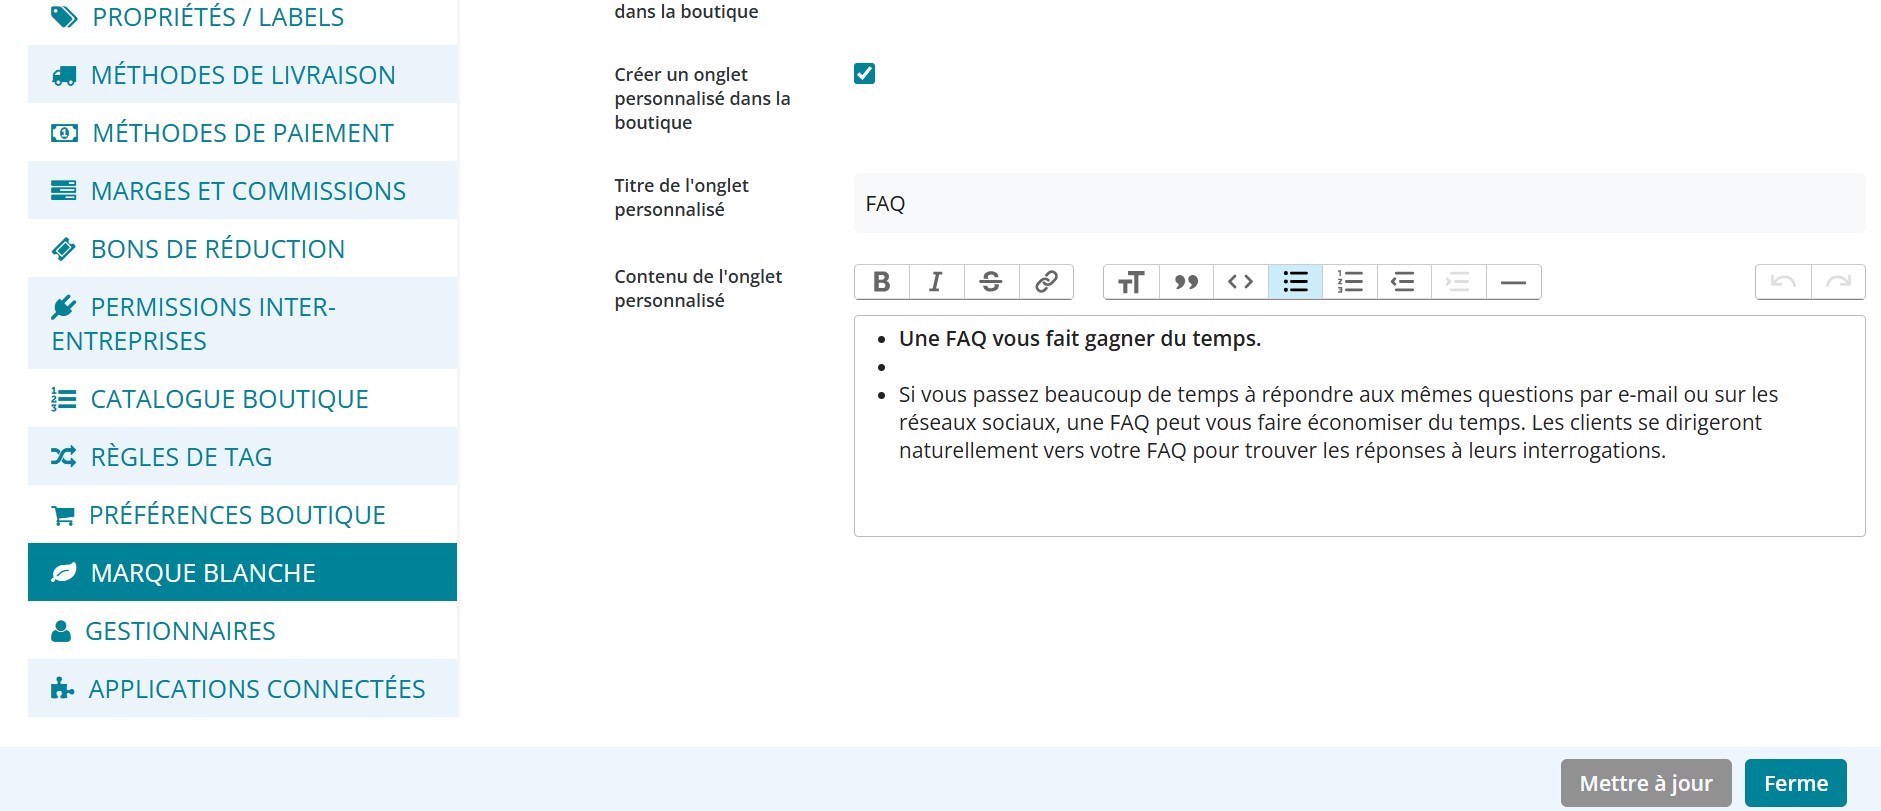 PROPRIÉTÉS / LABELS
MÉTHODES DE LIVRAISON
MÉTHODES DE PAIEMENT
MARGES ET COMMISSIONS
BONS DE RÉDUCTION
PERMISSIONS INTER-
ENTREPRISES
CATALOGUE BOUTIQUE
RÈGLES DE TAG
PRÉFÉRENCES BOUTIQUE
MARQUE BLANCHE
GESTIONNAIRES
APPLICATIONS CONNECTÉES
dans la boutique
Créer un onglet
personnalisé dans la
boutique
Titre de l'onglet
personnalisé
FAQ
Contenu de l'onglet
personnalisé
Une FAQ vous fait gagner du temps.
Si vous passez beaucoup de temps à répondre aux mêmes questions par e-mail ou sur les
réseaux sociaux, une FAQ peut vous faire économiser du temps. Les clients se dirigeront
naturellement vers votre FAQ pour trouver les réponses à leurs interrogations.
Mettre à jour
Ferme